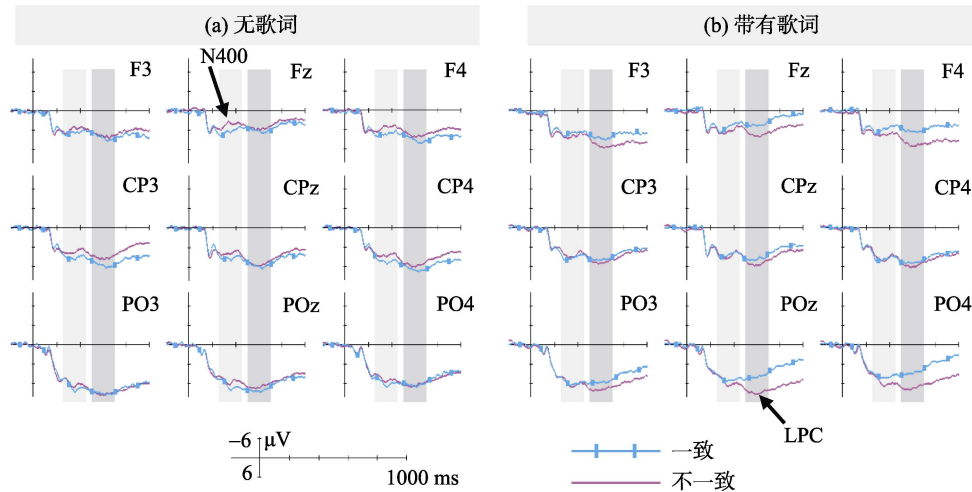 (a) 无歌词
(b) 带有歌词
N400
F3
Fz
F4
F3
Fz
F4
CP3
CPz
CP4
CP3
CPz
CP4
PO3
POz
PO4
PO3
POz
PO4
LPC
−6
μV
6
1000 ms
一致
不一致